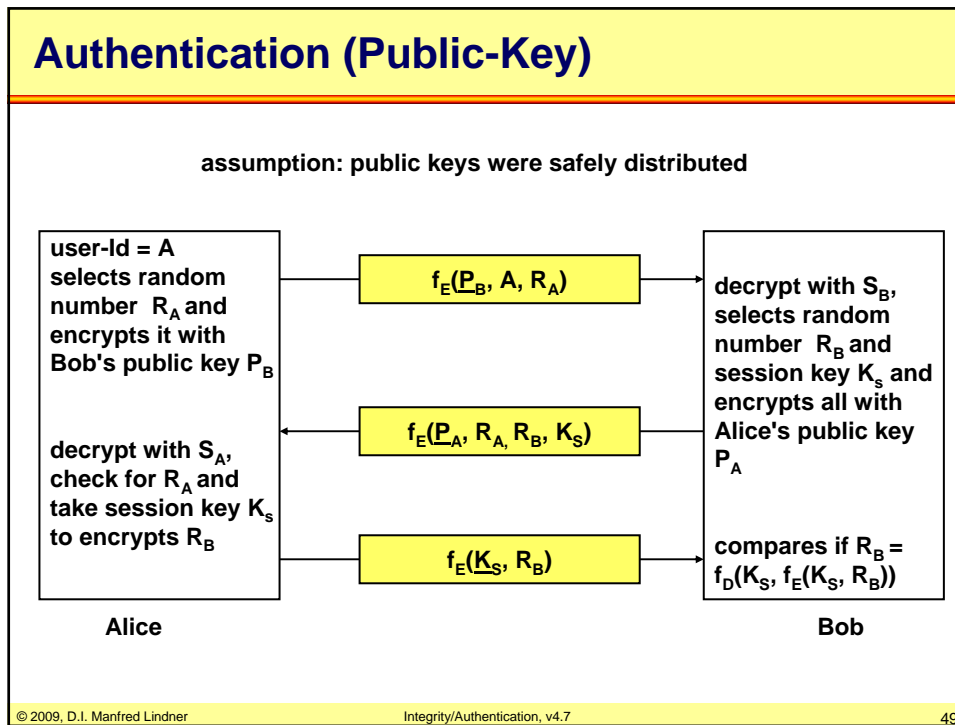 Authentication (Public-Key)
assumption: public keys were safely distributed
user-Id = A
selects random
number R_A and
encrypts it with
Bob's public key P_B
decrypt with S_A,
check for R_A and
take session key K_s
to encrypts R_B
f_E(P_B, A, R_A)
f_E(P_A, R_A, R_B, K_S)
f_E(K_S, R_B)
decrypt with S_B,
selects random
number R_B and
session key K_s and
encrypts all with
Alice's public key
P_A
compares if R_B =
f_D(K_S, f_E(K_S, R_B))
Alice
Bob
© 2009, D.I. Manfred Lindner
Integrity/Authentication, v4.7
49